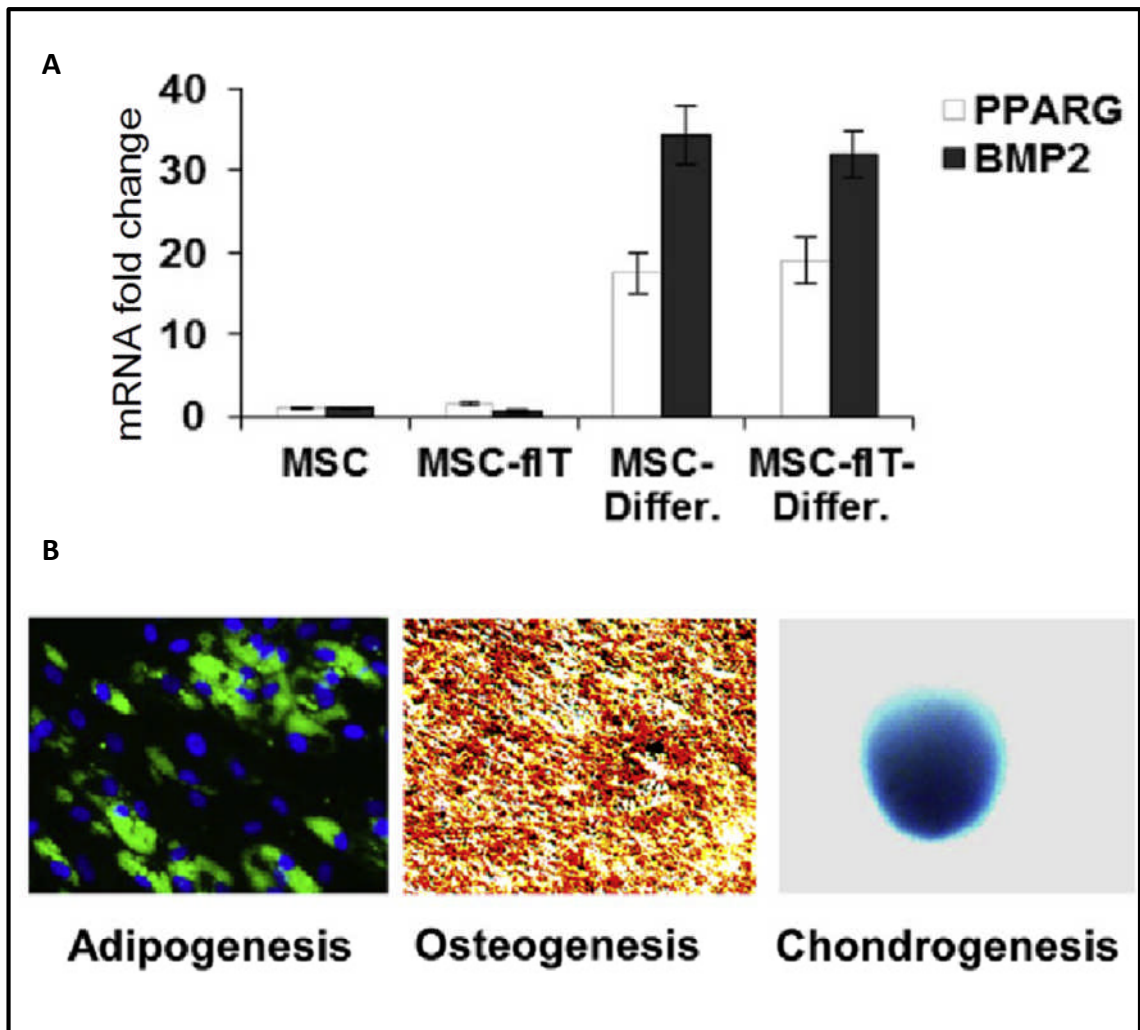 A
mRNA fold change
40
30
20
10
0
PPARG
BMP2
MSC
MSC-flT
MSC-
Differ.
MSC-flT-
Differ.
B
Adipogenesis
Osteogenesis
Chondrogenesis